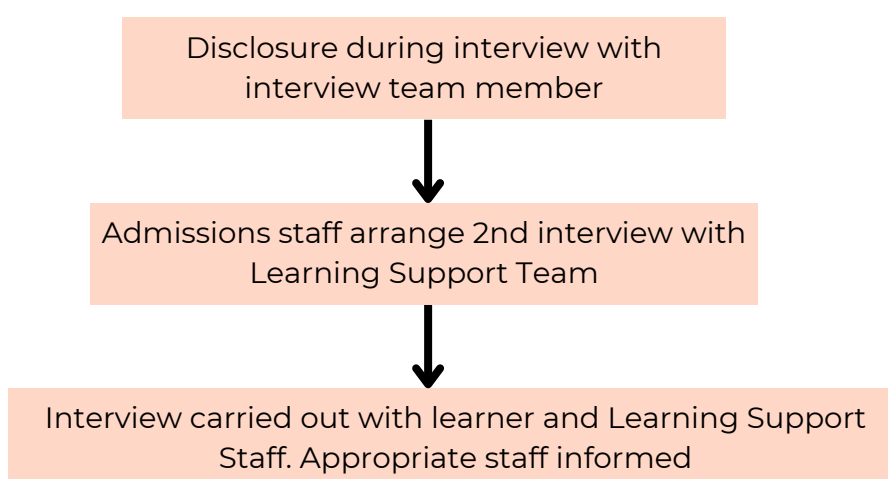 Disclosure during interview with
interview team member
Admissions staff arrange 2nd interview with
Learning Support Team
Interview carried out with learner and Learning Support
Staff. Appropriate staff informed